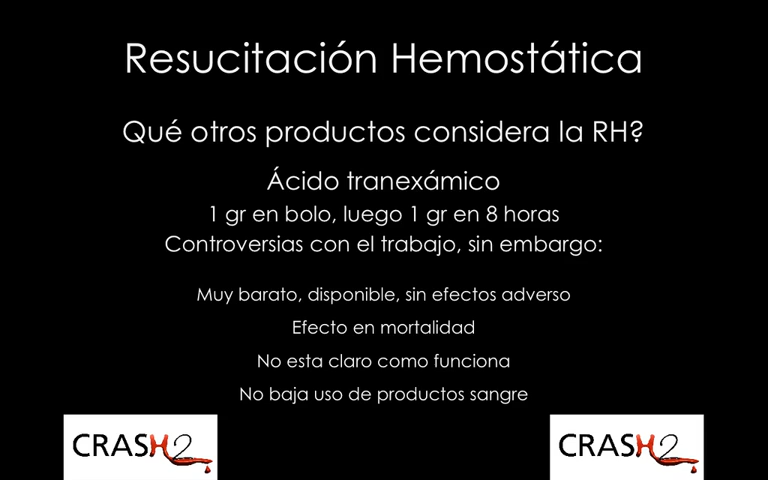 Resucitación Hemostática
Qué otros productos considera la RH?
Ácido tranexámico
1 gr en bolo, luego 1 gr en 8 horas
Controversias con el trabajo, sin embargo:
Muy barato, disponible, sin efectos adverso
Efecto en mortalidad
No esta claro como funciona
No baja uso de productos sangre
CRASH2
CRASH2